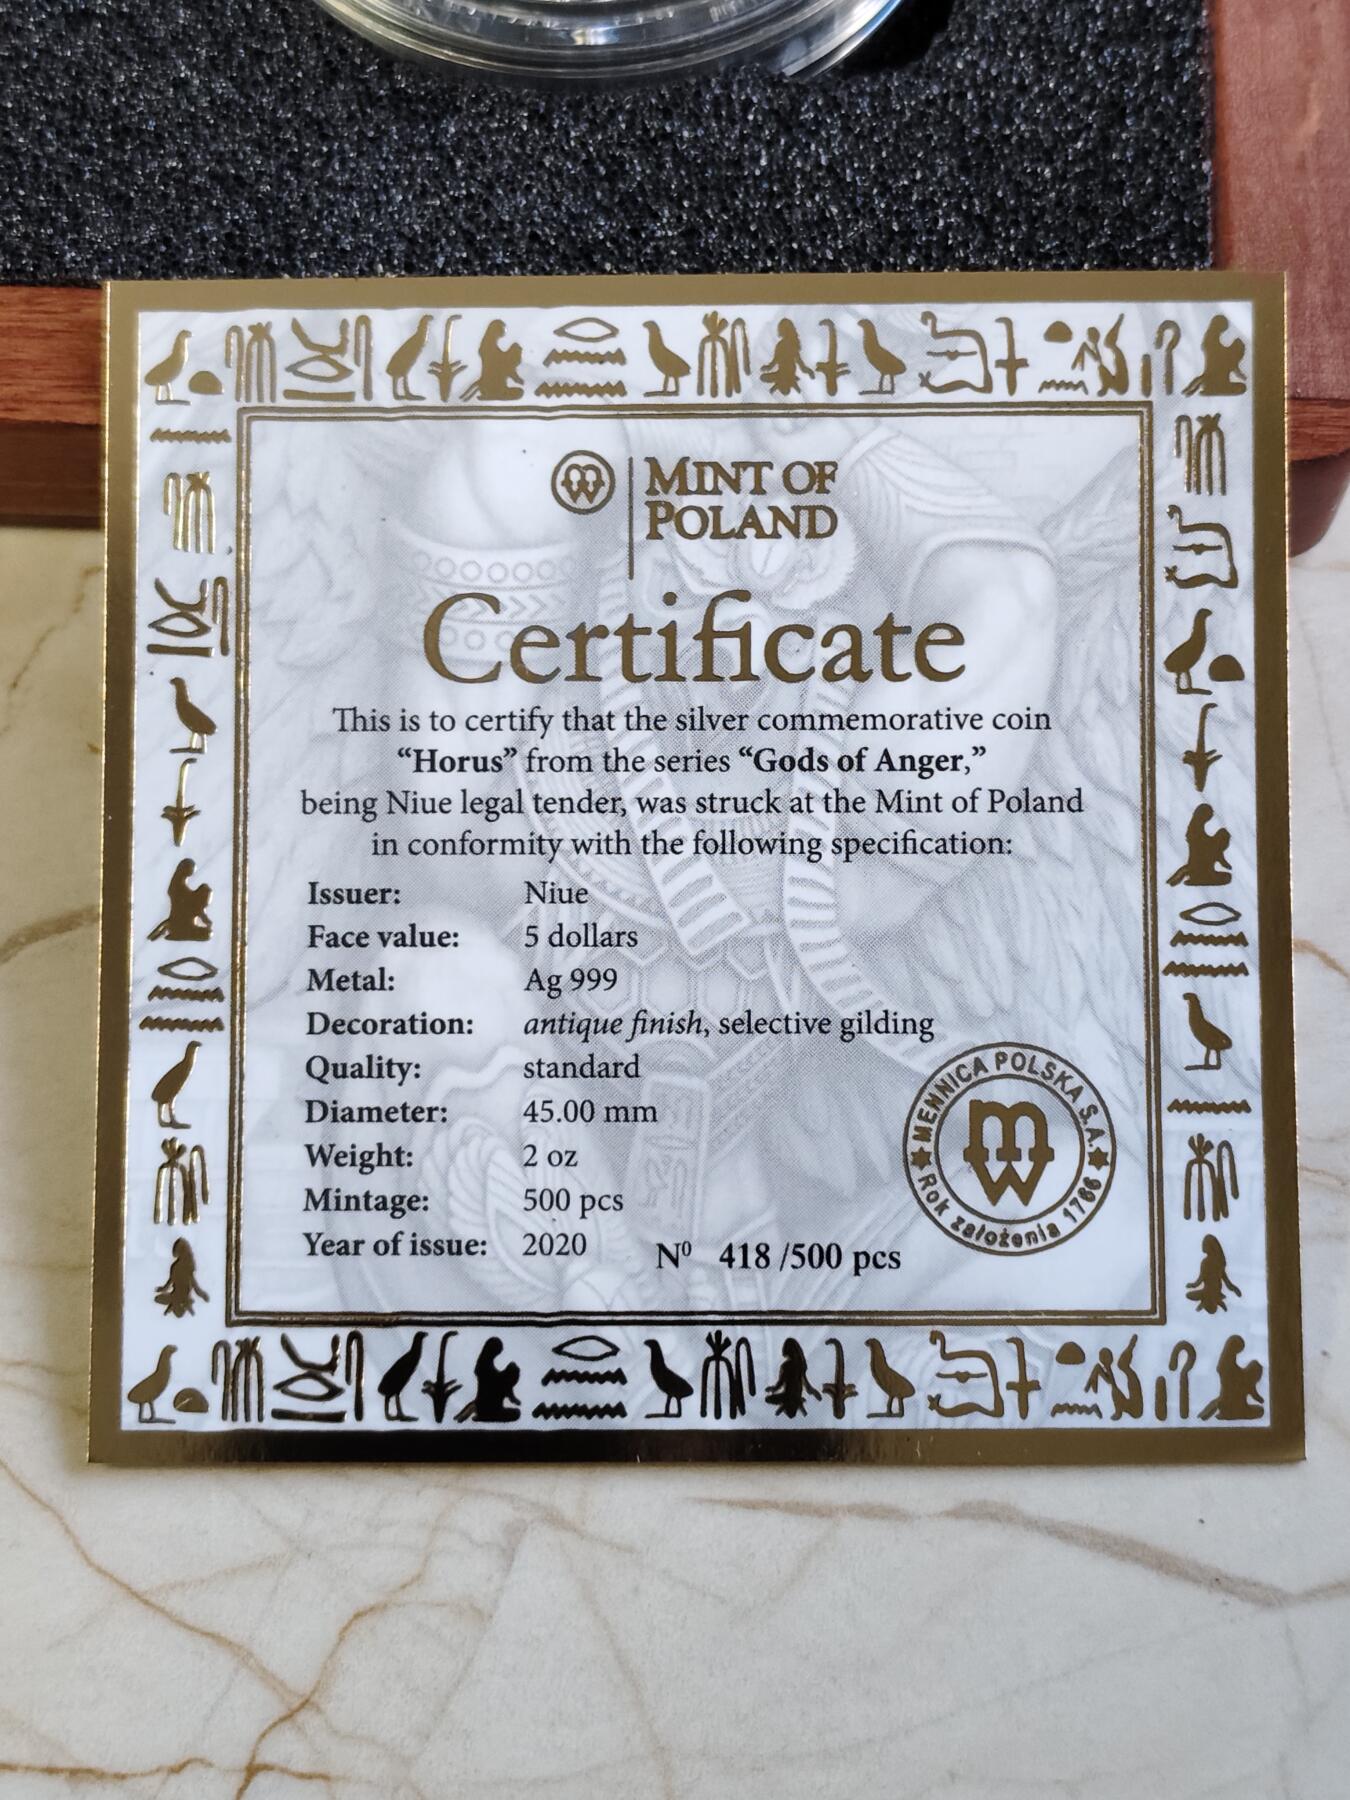 MINT OF
POLAND
Certificate
This is to certify that the silver commemorative coin
“Horus” from the series “Gods of Anger,”
being Niue legal tender, was struck at the Mint of Poland
in conformity with the following specification:
Issuer: Niue
Face value: 5 dollars
Metal: Ag 999
Decoration: antique finish, selective gilding
Quality: standard
Diameter: 45.00 mm
Weight: 2 oz
Mintage: 500 pcs
Year of issue: 2020
Nº 418 /500 pcs
MENNICA POLSKA S.A.
Rok założenia 1766